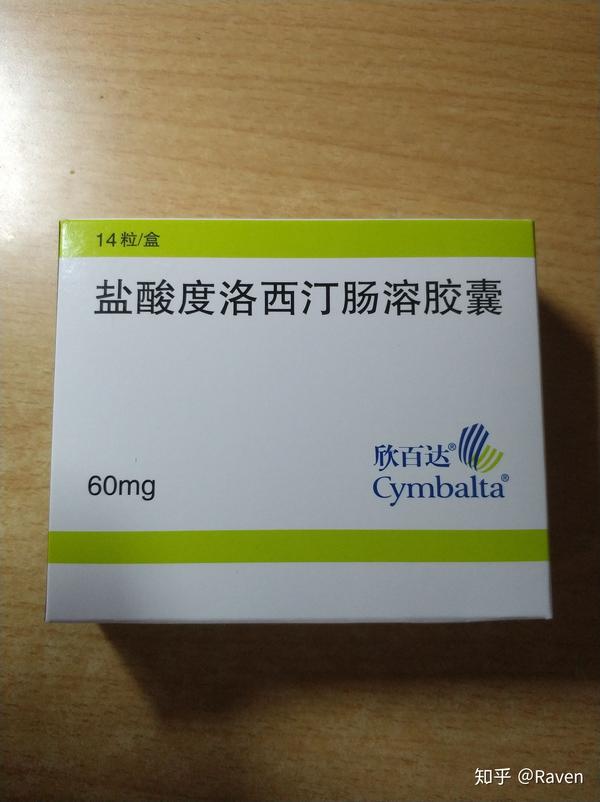 14粒/盒
盐酸度洛西汀肠溶胶囊
欣百达®
60mg
Cymbalta®
知乎 @Raven